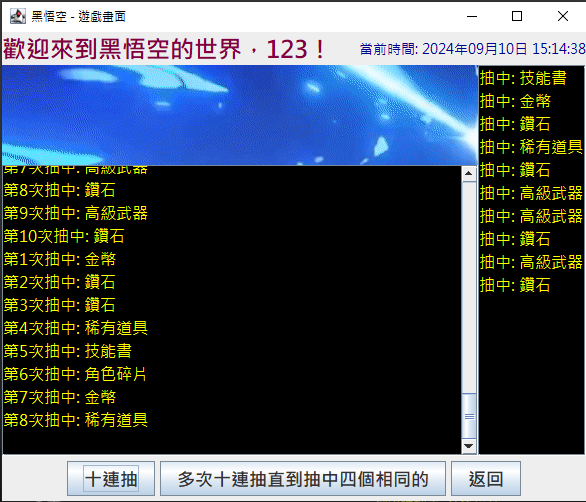 黑悟空 - 遊戲畫面
歡迎來到黑悟空的世界，123！
當前時間: 2024年09月10日 15:14:38
第7次抽中: 高級武器
第8次抽中: 鑽石
第9次抽中: 高級武器
第10次抽中: 鑽石
第1次抽中: 金幣
第2次抽中: 鑽石
第3次抽中: 鑽石
第4次抽中: 稀有道具
第5次抽中: 技能書
第6次抽中: 角色碎片
第7次抽中: 金幣
第8次抽中: 稀有道具
抽中: 技能書
抽中: 金幣
抽中: 鑽石
抽中: 稀有道具
抽中: 鑽石
抽中: 高級武器
抽中: 高級武器
抽中: 鑽石
抽中: 高級武器
抽中: 鑽石
十連抽
多次十連抽直到抽中四個相同的
返回